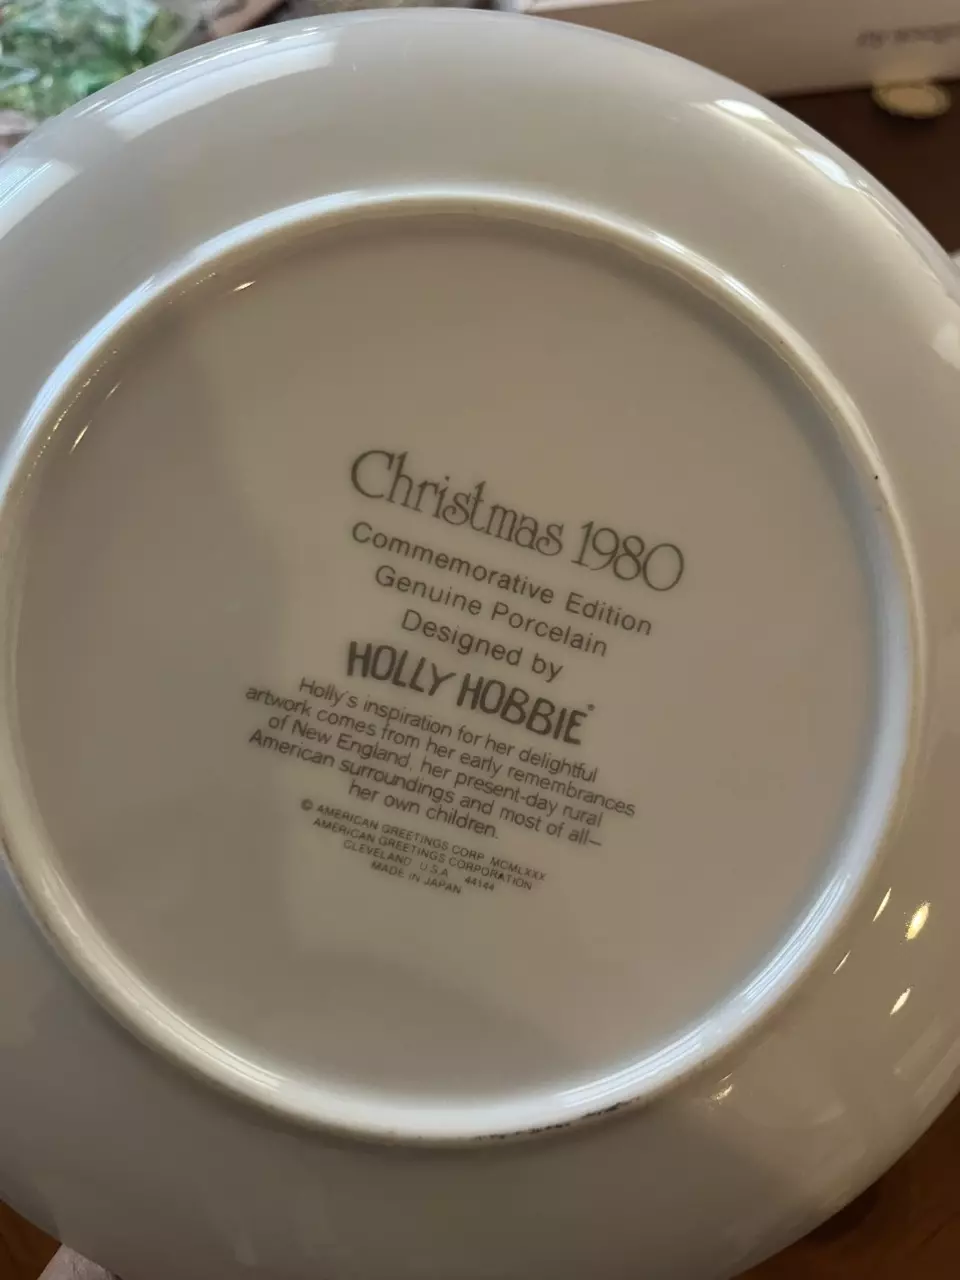 Christmas 1980
Commemorative Edition
Genuine Porcelain
Designed by
HOLLY HOBBIE®
Holly's inspiration for her delightful
artwork comes from her early remembrances
of New England, her present-day rural
American surroundings and most of all—
her own children.
© AMERICAN GREETINGS CORP. MCMLXXX
AMERICAN GREETINGS CORPORATION
CLEVELAND U.S.A. 44144
MADE IN JAPAN